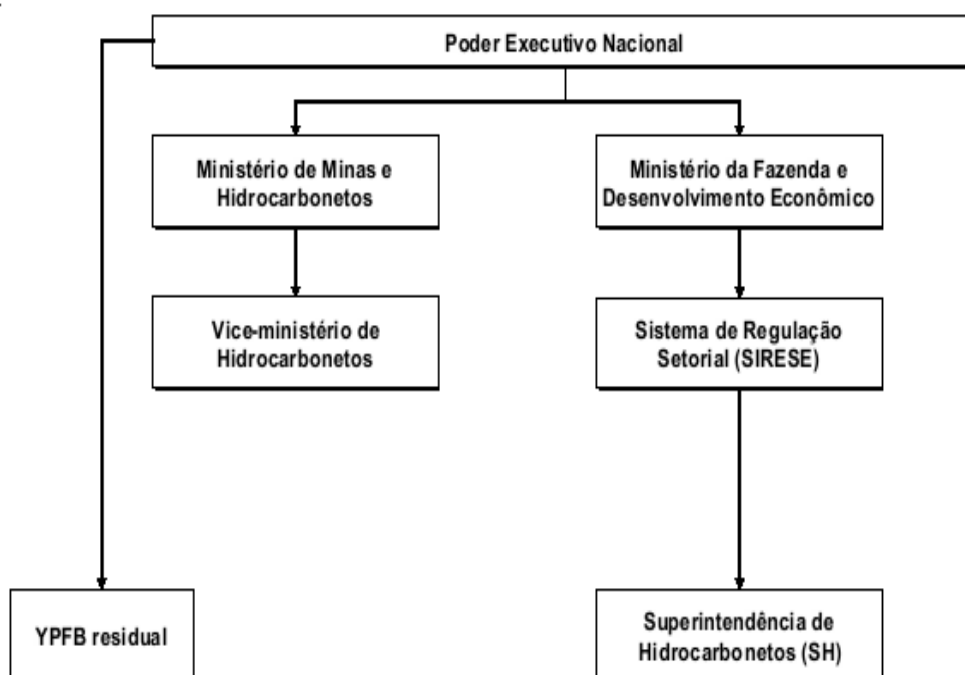 Poder Executivo Nacional
Ministério de Minas e
Hidrocarbonetos
Ministério da Fazenda e
Desenvolvimento Econômico
Vice-ministério de
Hidrocarbonetos
Sistema de Regulação
Setorial (SIRESE)
YPFB residual
Superintendência de
Hidrocarbonetos (SH)